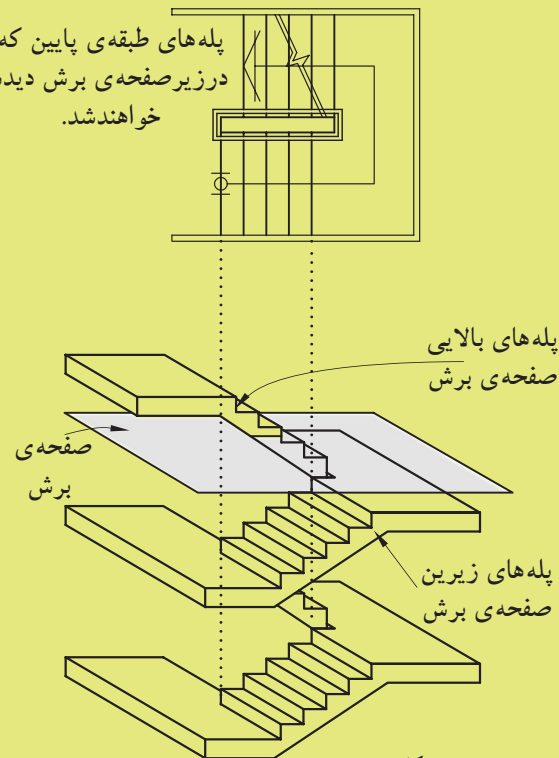 پله‌های طبقه‌ی پایین که
درزیرصفحه‌ی برش دیده
خواهندشد.
پله‌های بالایی
صفحه‌ی برش
صفحه‌ی
برش
پله‌های زیرین
صفحه‌ی برش